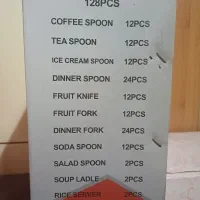 128PCS
COFFEE SPOON 12PCS
TEA SPOON 12PCS
ICE CREAM SPOON 12PCS
DINNER SPOON 24PCS
FRUIT KNIFE 12PCS
FRUIT FORK 12PCS
DINNER FORK 24PCS
SODA SPOON 12PCS
SALAD SPOON 2PCS
SOUP LADLE 2PCS
RICE SERVER 2PCS